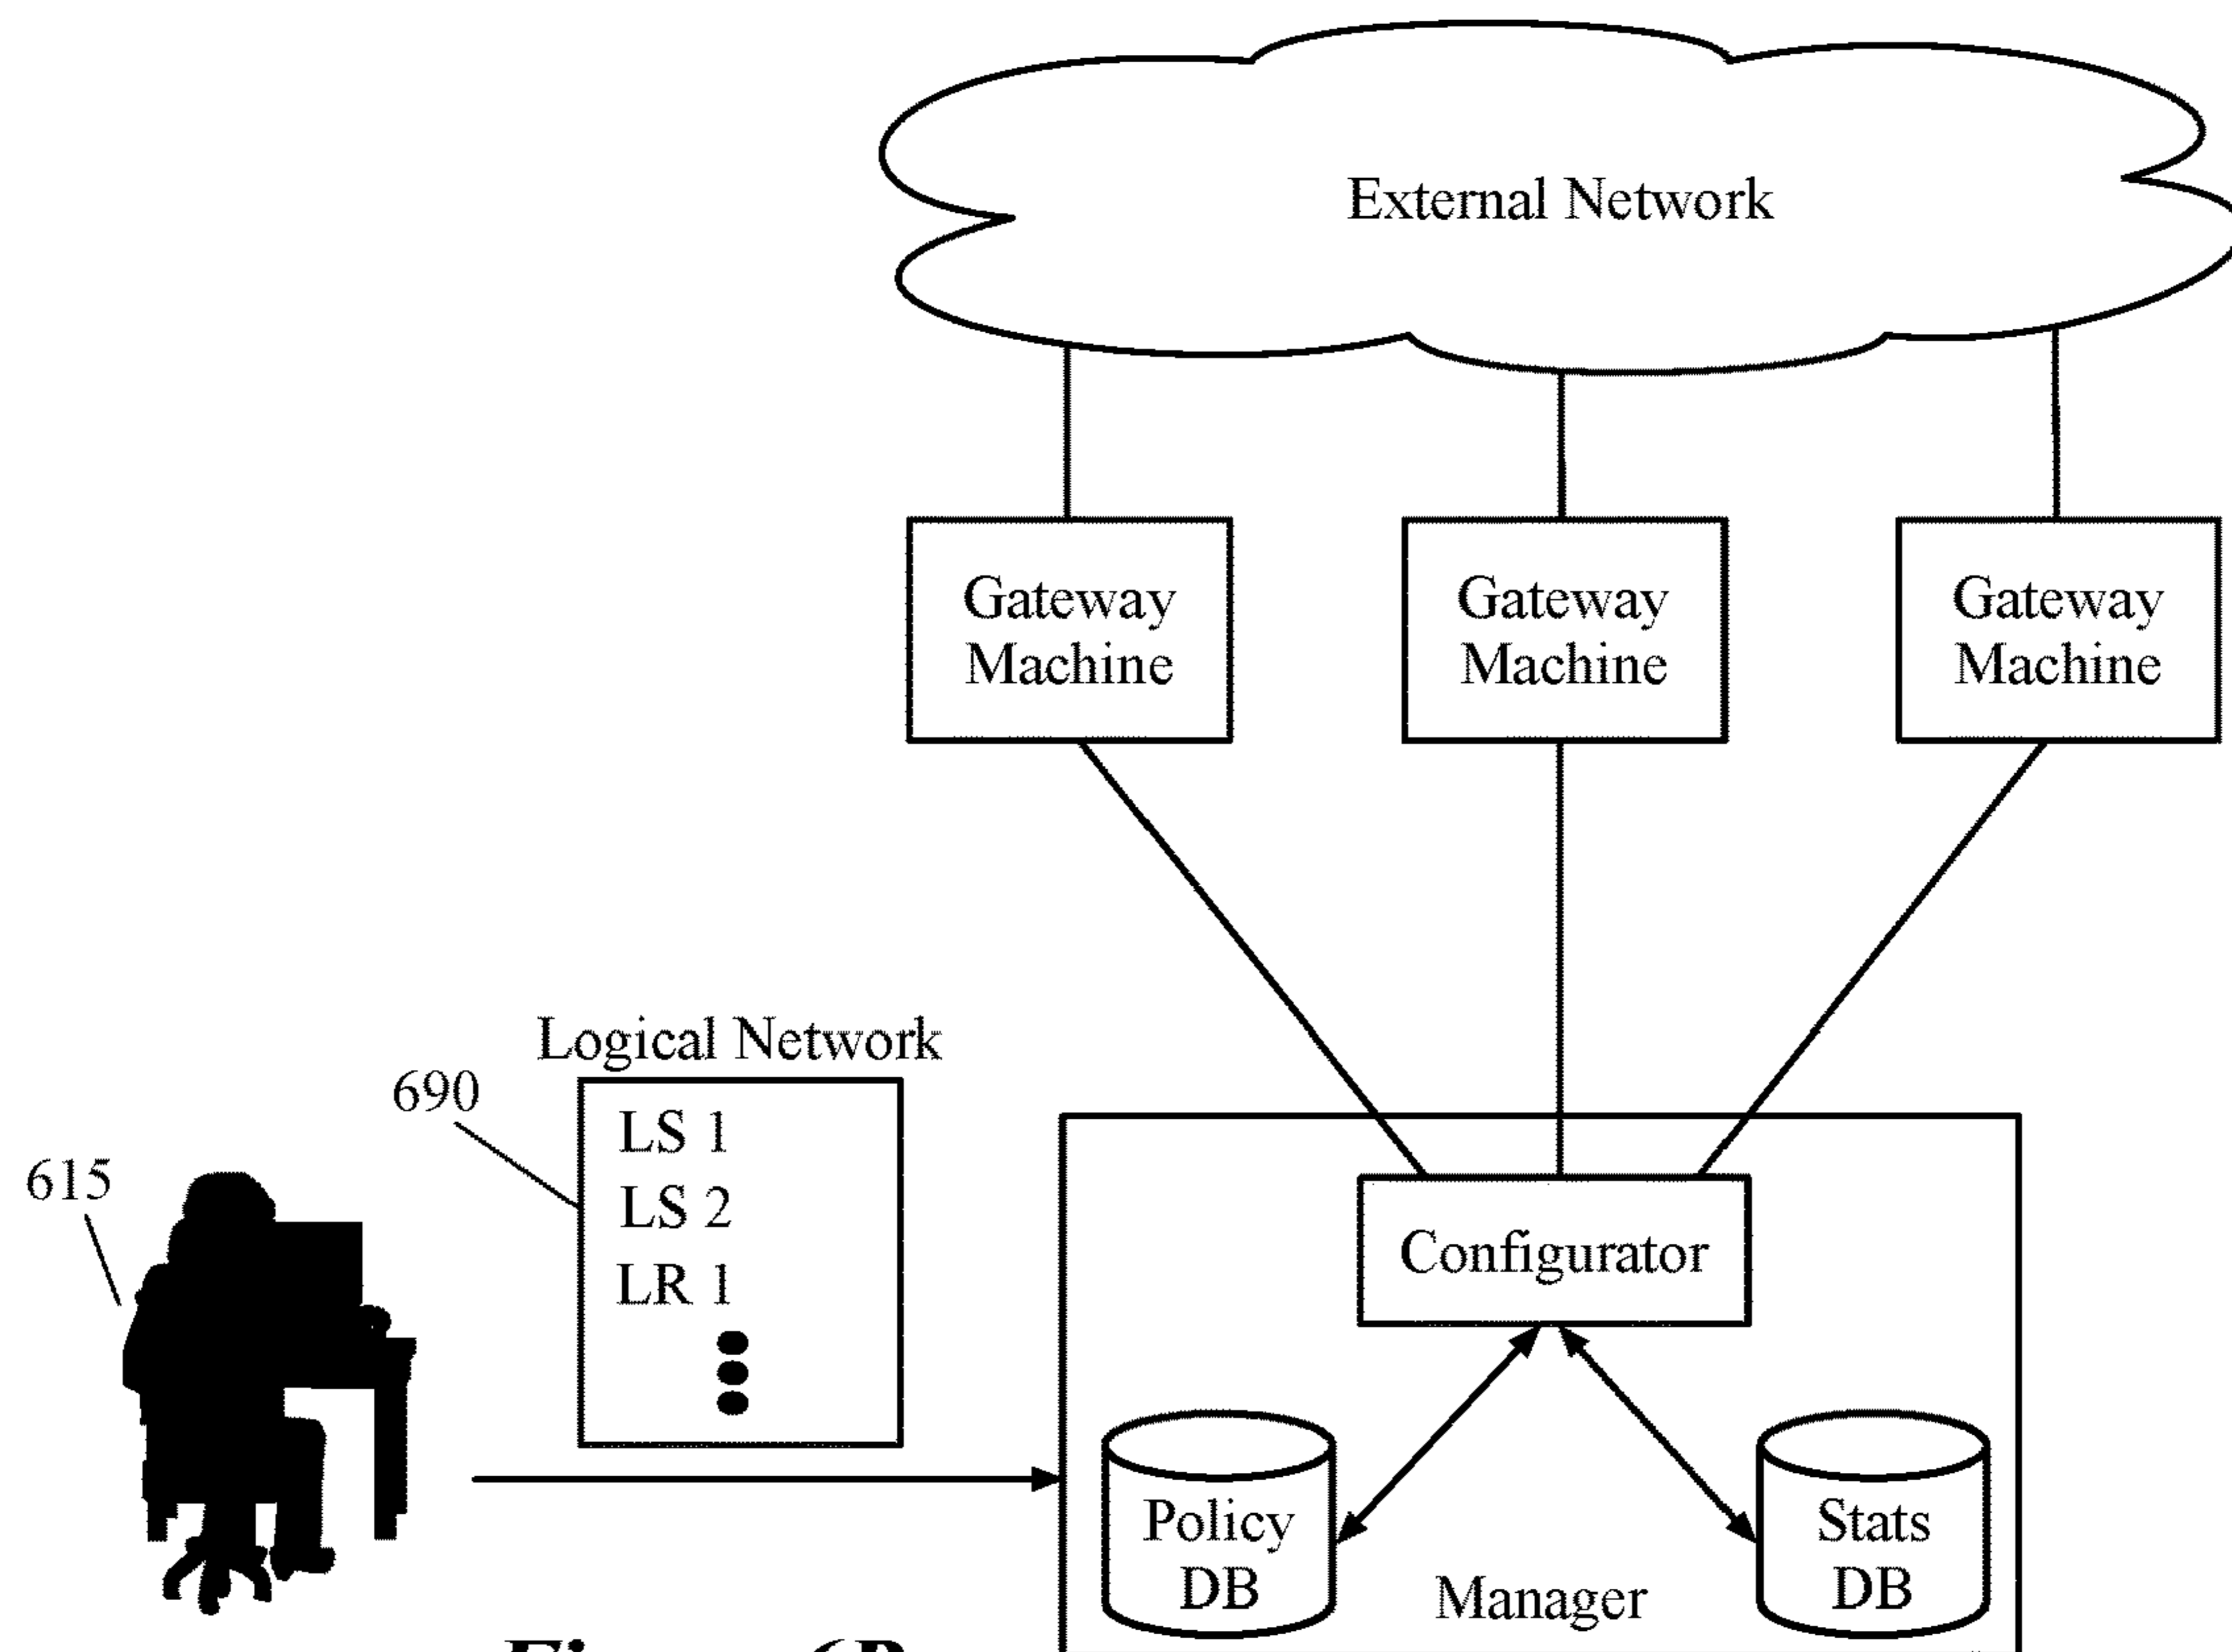 External Network
Gateway
Machine
Gateway
Machine
Gateway
Machine
Logical Network
690
LS 1
LS 2
LR 1
615
Configurator
Policy
DB
Stats
DB
Manager